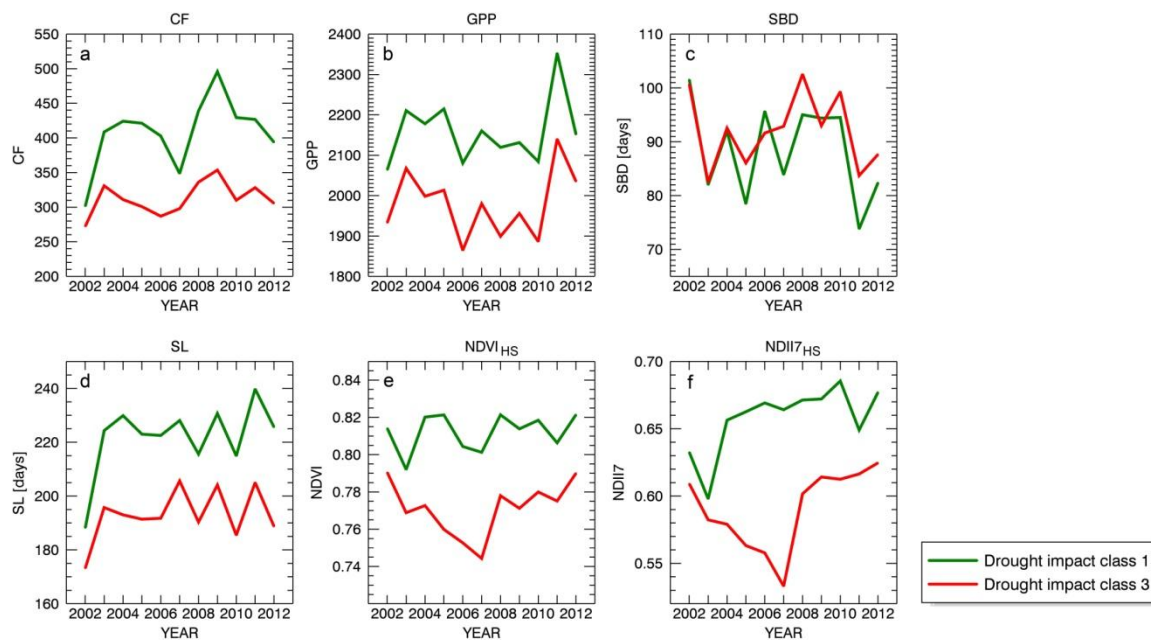 CF
GPP
SBD
a
b
c
550
500
450
400
350
300
250
200
CF
2400
2300
2200
2100
2000
1900
1800
GPP
110
100
90
80
70
SBD [days]
2002 2004 2006 2008 2010 2012
YEAR
2002 2004 2006 2008 2010 2012
YEAR
2002 2004 2006 2008 2010 2012
YEAR
SL
NDVI HS
NDII7 HS
d
e
f
240
220
200
180
160
SL [days]
0.84
0.82
0.80
0.78
0.76
0.74
NDVI
0.70
0.65
0.60
0.55
NDII7
2002 2004 2006 2008 2010 2012
YEAR
2002 2004 2006 2008 2010 2012
YEAR
2002 2004 2006 2008 2010 2012
YEAR
Drought impact class 1
Drought impact class 3